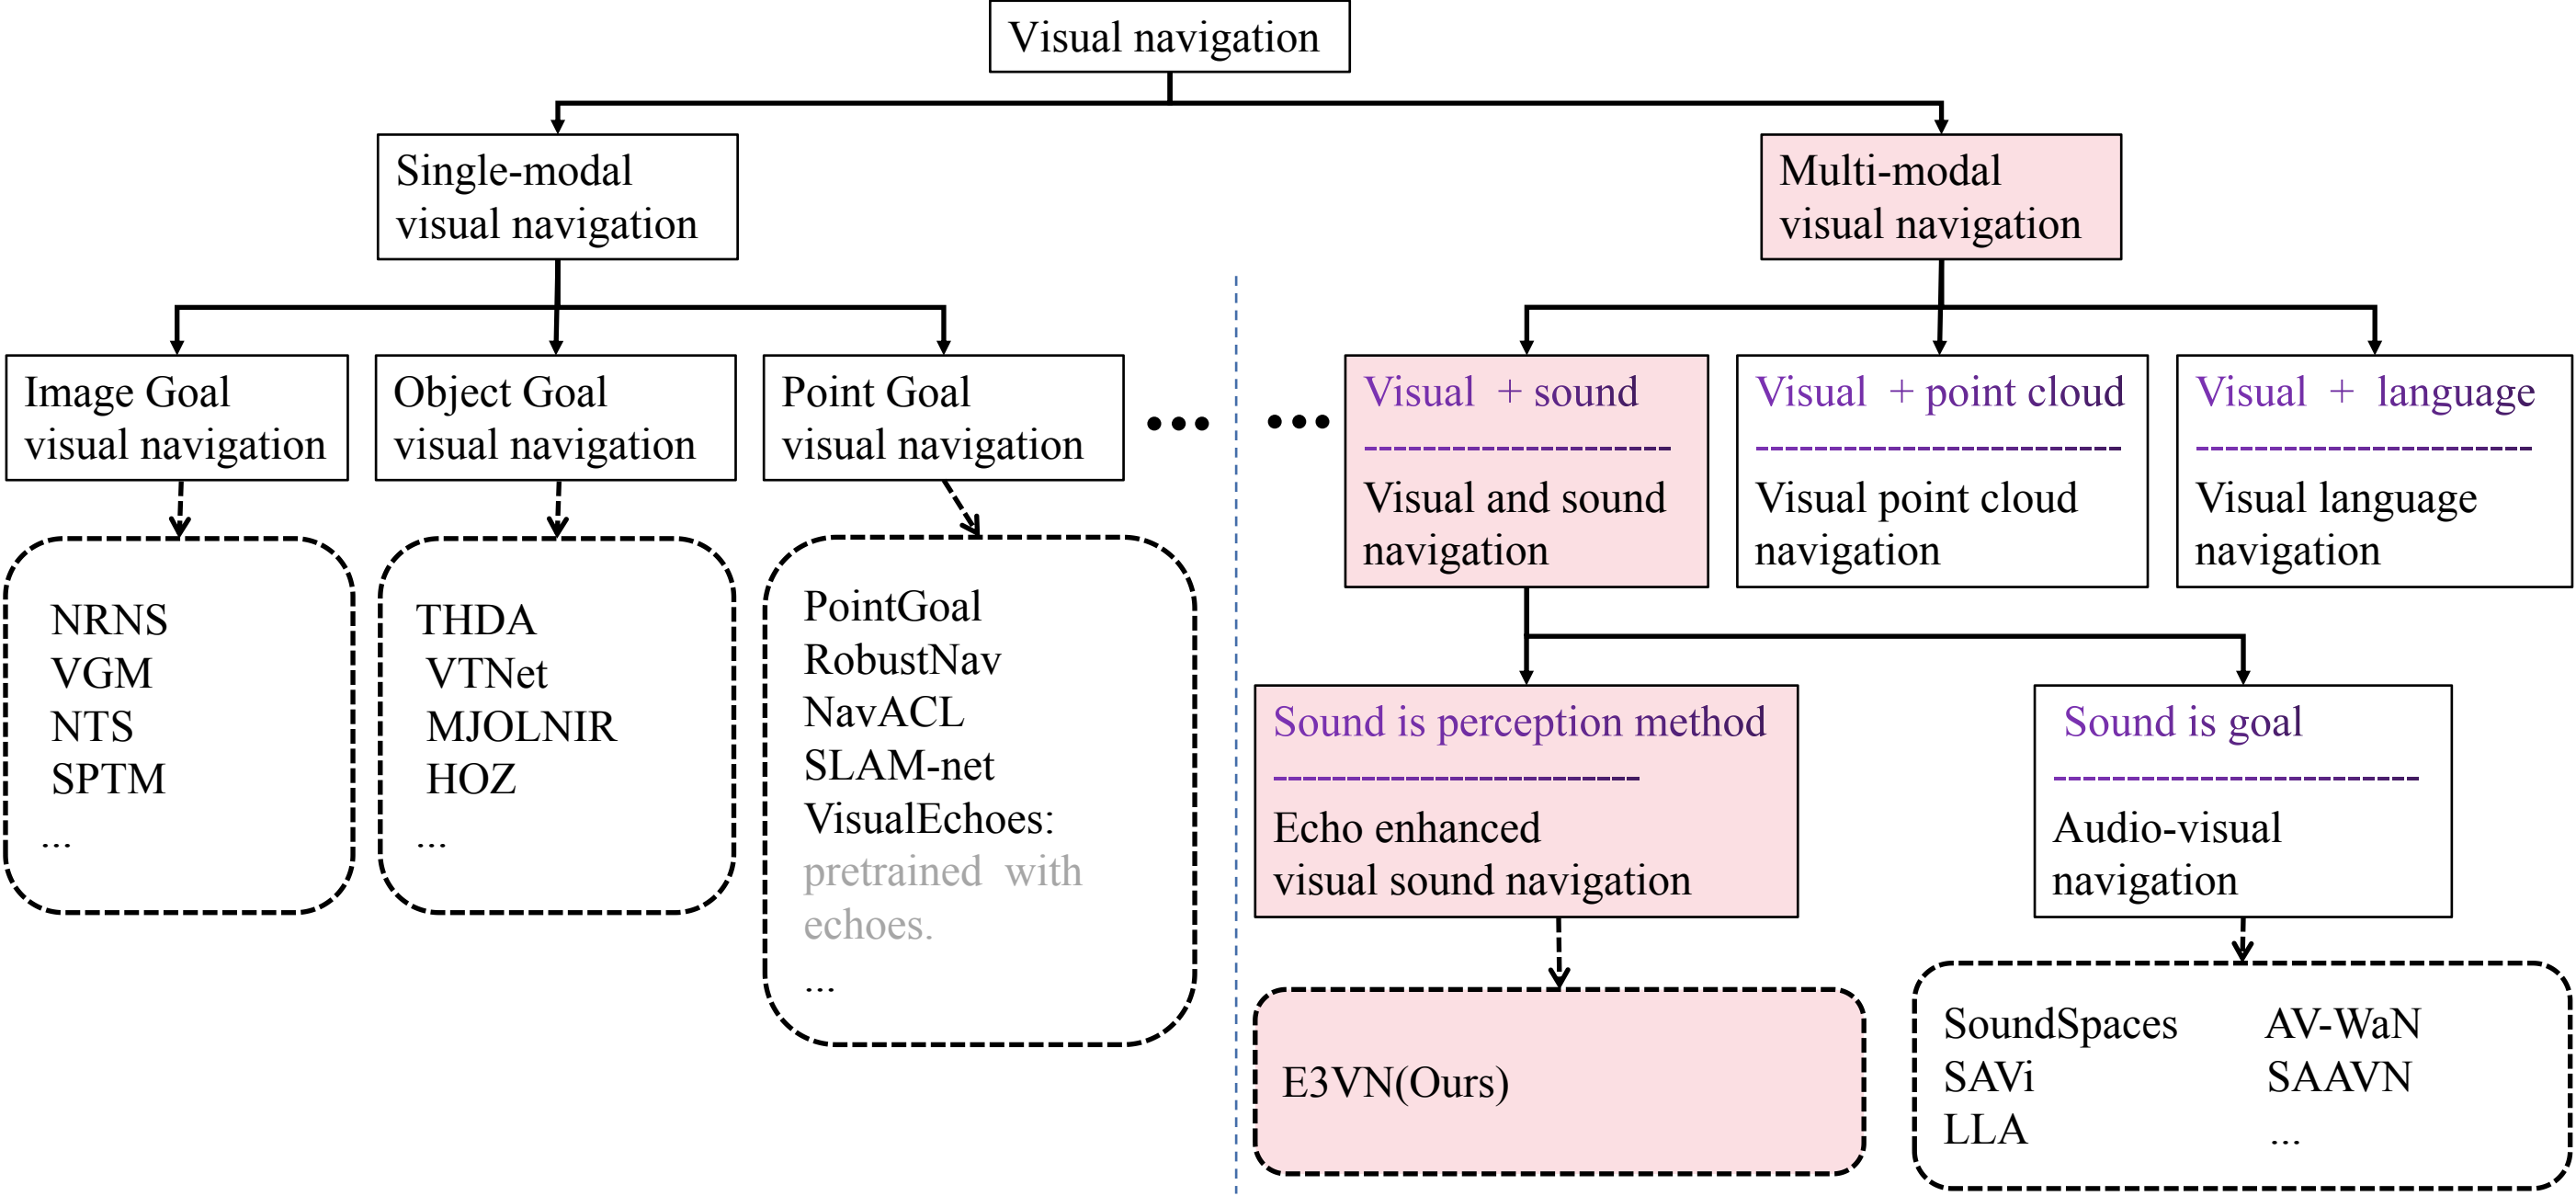 Visual navigation
Single-modal
visual navigation
Multi-modal
visual navigation
Image Goal
visual navigation
Object Goal
visual navigation
Point Goal
visual navigation
...
...
Visual + sound
Visual and sound
navigation
Visual + point cloud
Visual point cloud
navigation
Visual + language
Visual language
navigation
NRNS
VGM
NTS
SPTM
...
THDA
VTNet
MJOLNIR
HOZ
...
PointGoal
RobustNav
NavACL
SLAM-net
VisualEchoes:
pretrained with
echoes.
...
Sound is perception method
Echo enhanced
visual sound navigation
Sound is goal
Audio-visual
navigation
E3VN(Ours)
SoundSpaces AV-WaN
SAVi SAAVN
LLA ...